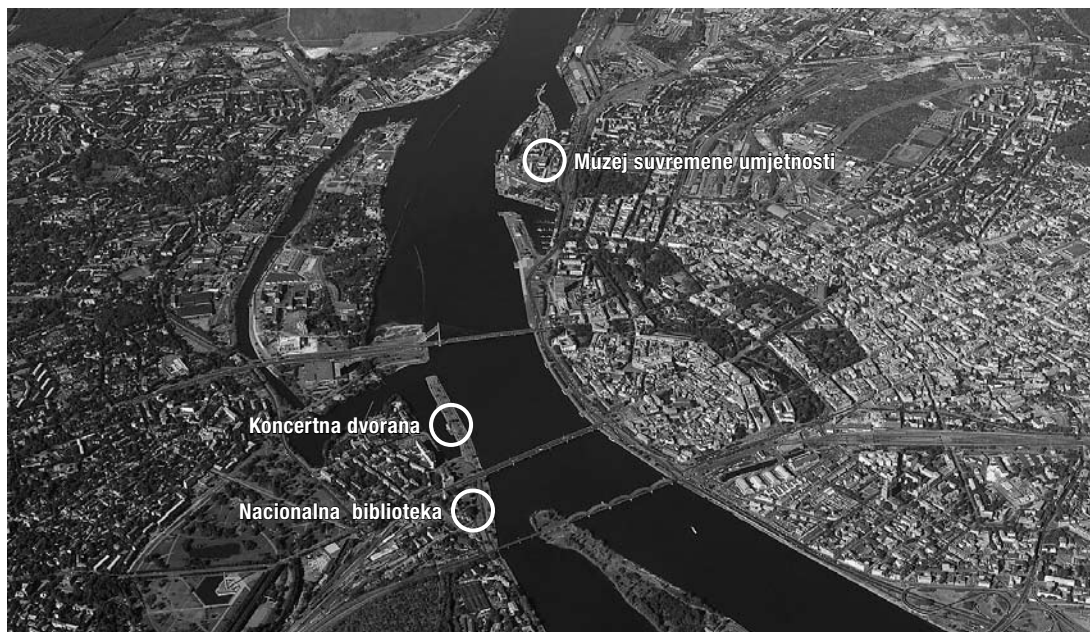 Muzej suvremene umjetnosti
Koncertna dvorana
Nacionalna biblioteka